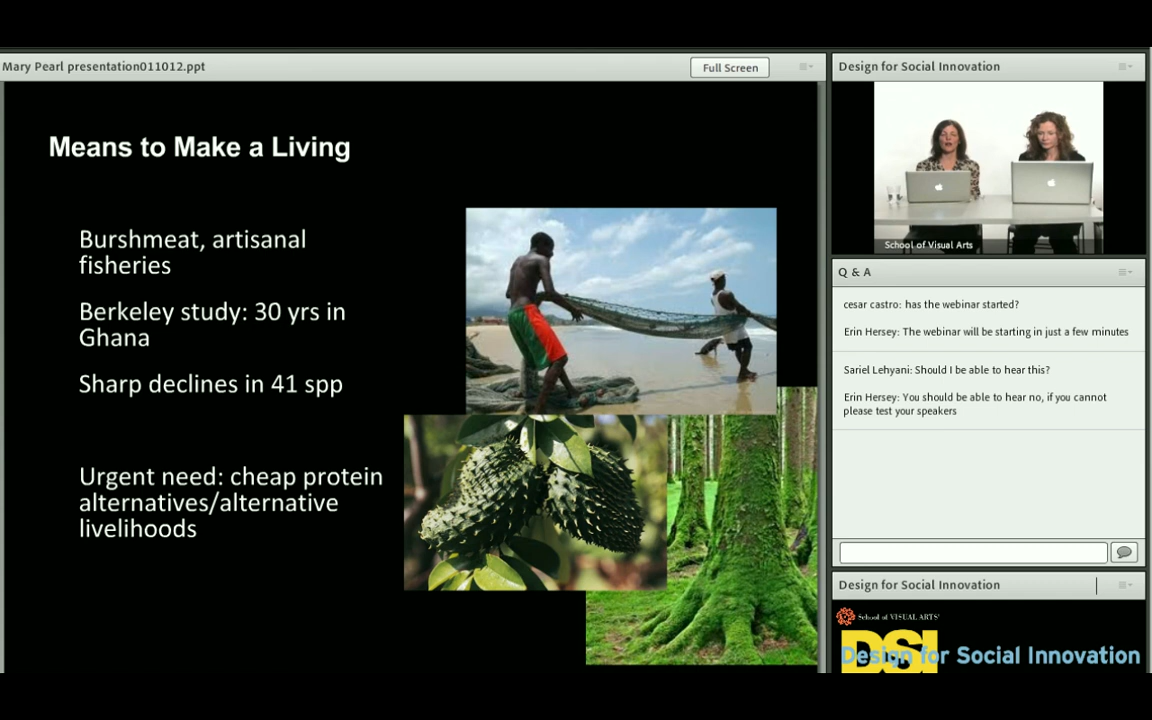 Mary Pearl presentation011012.ppt
Full Screen
Means to Make a Living
Burshmeat, artisanal
fisheries
Berkeley study: 30 yrs in
Ghana
Sharp declines in 41 spp
Urgent need: cheap protein
alternatives/alternative
livelihoods
Design for Social Innovation
School of Visual Arts
Q & A
cesar castro: has the webinar started?
Erin Hersey: The webinar will be starting in just a few minutes
Sariel Lehyani: Should I be able to hear this?
Erin Hersey: You should be able to hear no, if you cannot
please test your speakers
Design for Social Innovation
School of VISUAL ARTS
DSI
Design for Social Innovation